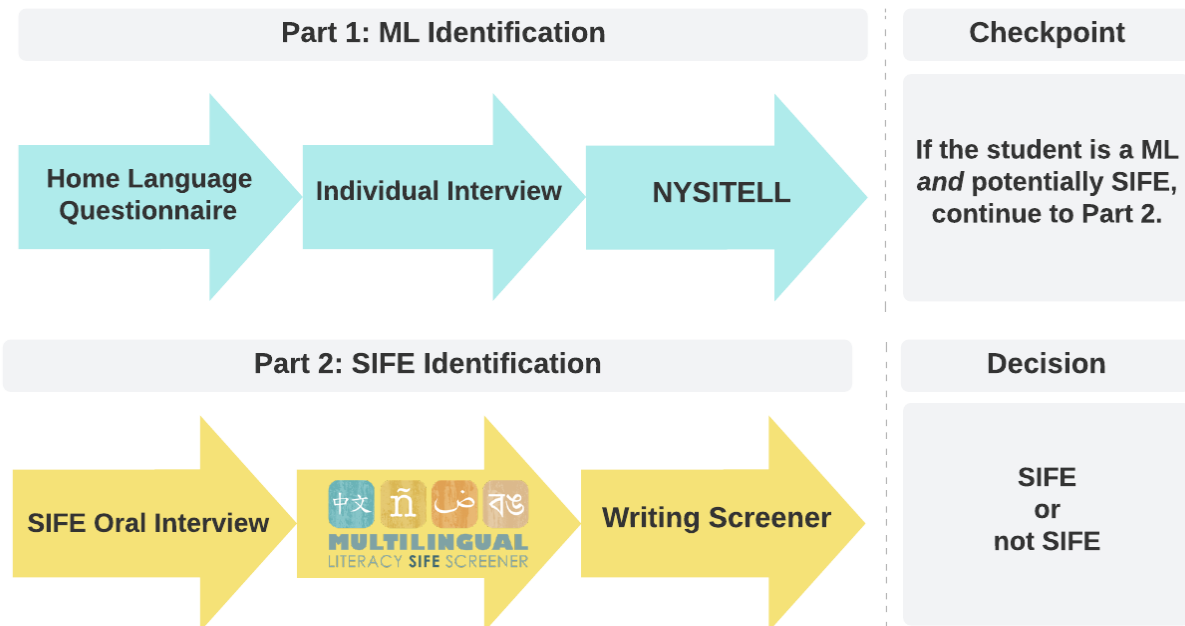 Part 1: ML Identification
Checkpoint
Home Language
Questionnaire
Individual Interview
NYSITELL
If the student is a ML
and potentially SIFE,
continue to Part 2.
Part 2: SIFE Identification
Decision
SIFE Oral Interview
中文 ñ ض বঙ
MULTILINGUAL
LITERACY SIFE SCREENER
Writing Screener
SIFE
or
not SIFE